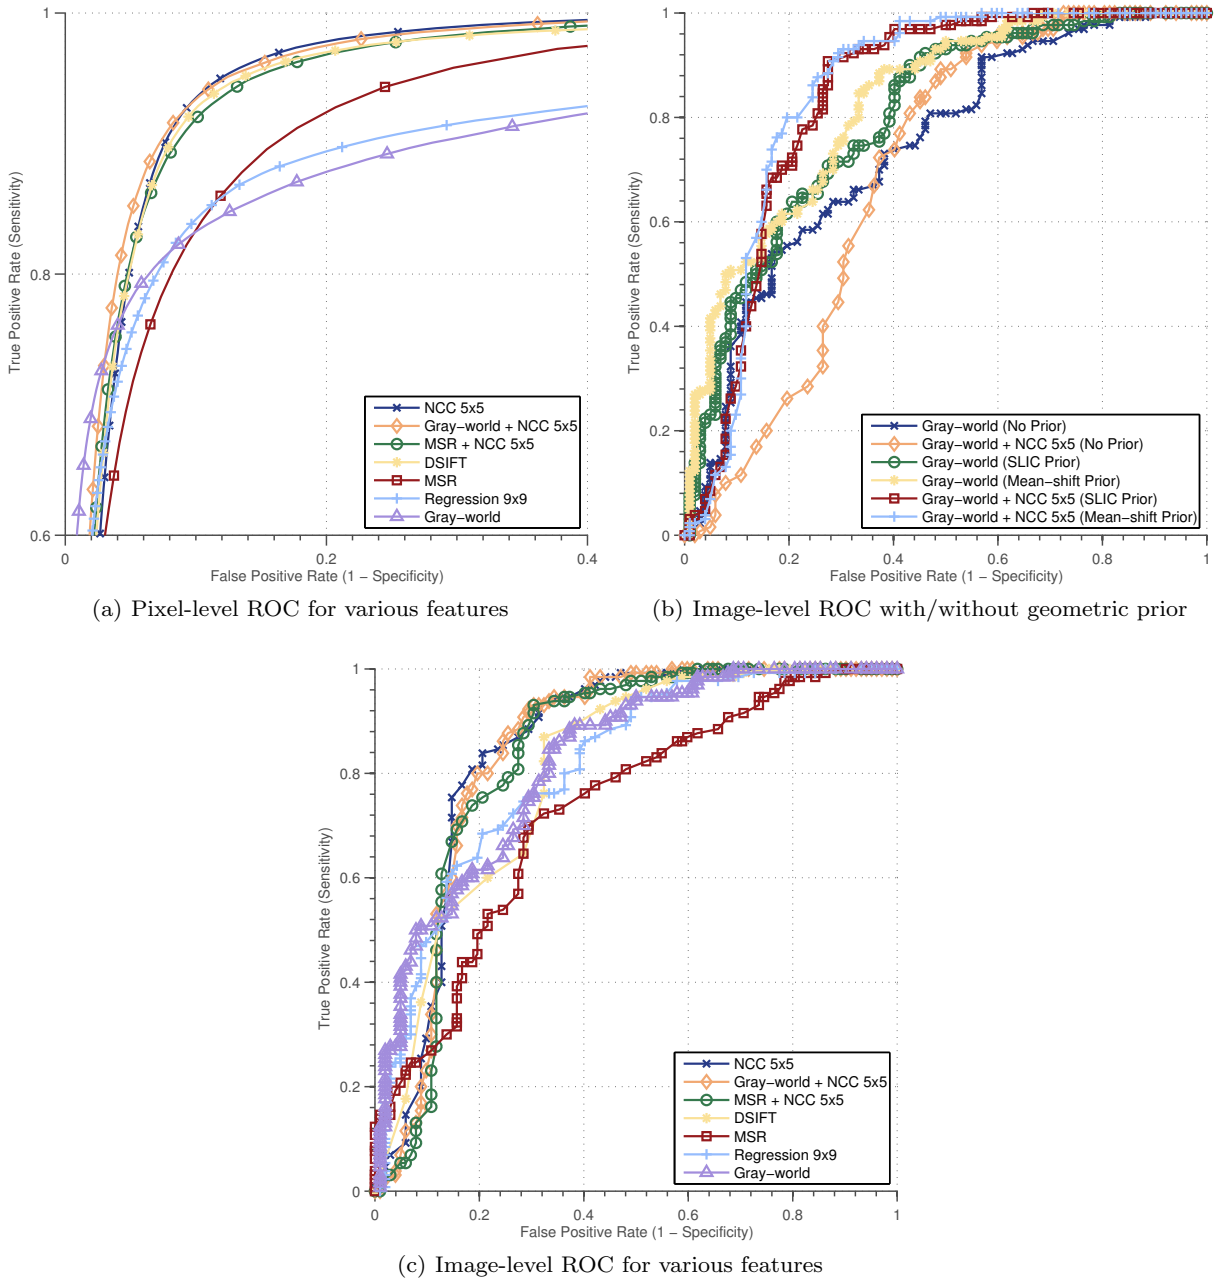 1
0.8
0.6
0
0.2
0.4
True Positive Rate (Sensitivity)
False Positive Rate (1 − Specificity)
NCC 5x5
Gray−world + NCC 5x5
MSR + NCC 5x5
DSIFT
MSR
Regression 9x9
Gray−world
(a) Pixel-level ROC for various features
1
0.8
0.6
0.4
0.2
0
0
0.2
0.4
0.6
0.8
1
True Positive Rate (Sensitivity)
False Positive Rate (1 − Specificity)
Gray−world (No Prior)
Gray−world + NCC 5x5 (No Prior)
Gray−world (SLIC Prior)
Gray−world (Mean−shift Prior)
Gray−world + NCC 5x5 (SLIC Prior)
Gray−world + NCC 5x5 (Mean−shift Prior)
(b) Image-level ROC with/without geometric prior
1
0.8
0.6
0.4
0.2
0
0
0.2
0.4
0.6
0.8
1
True Positive Rate (Sensitivity)
False Positive Rate (1 − Specificity)
NCC 5x5
Gray−world + NCC 5x5
MSR + NCC 5x5
DSIFT
MSR
Regression 9x9
Gray−world
(c) Image-level ROC for various features